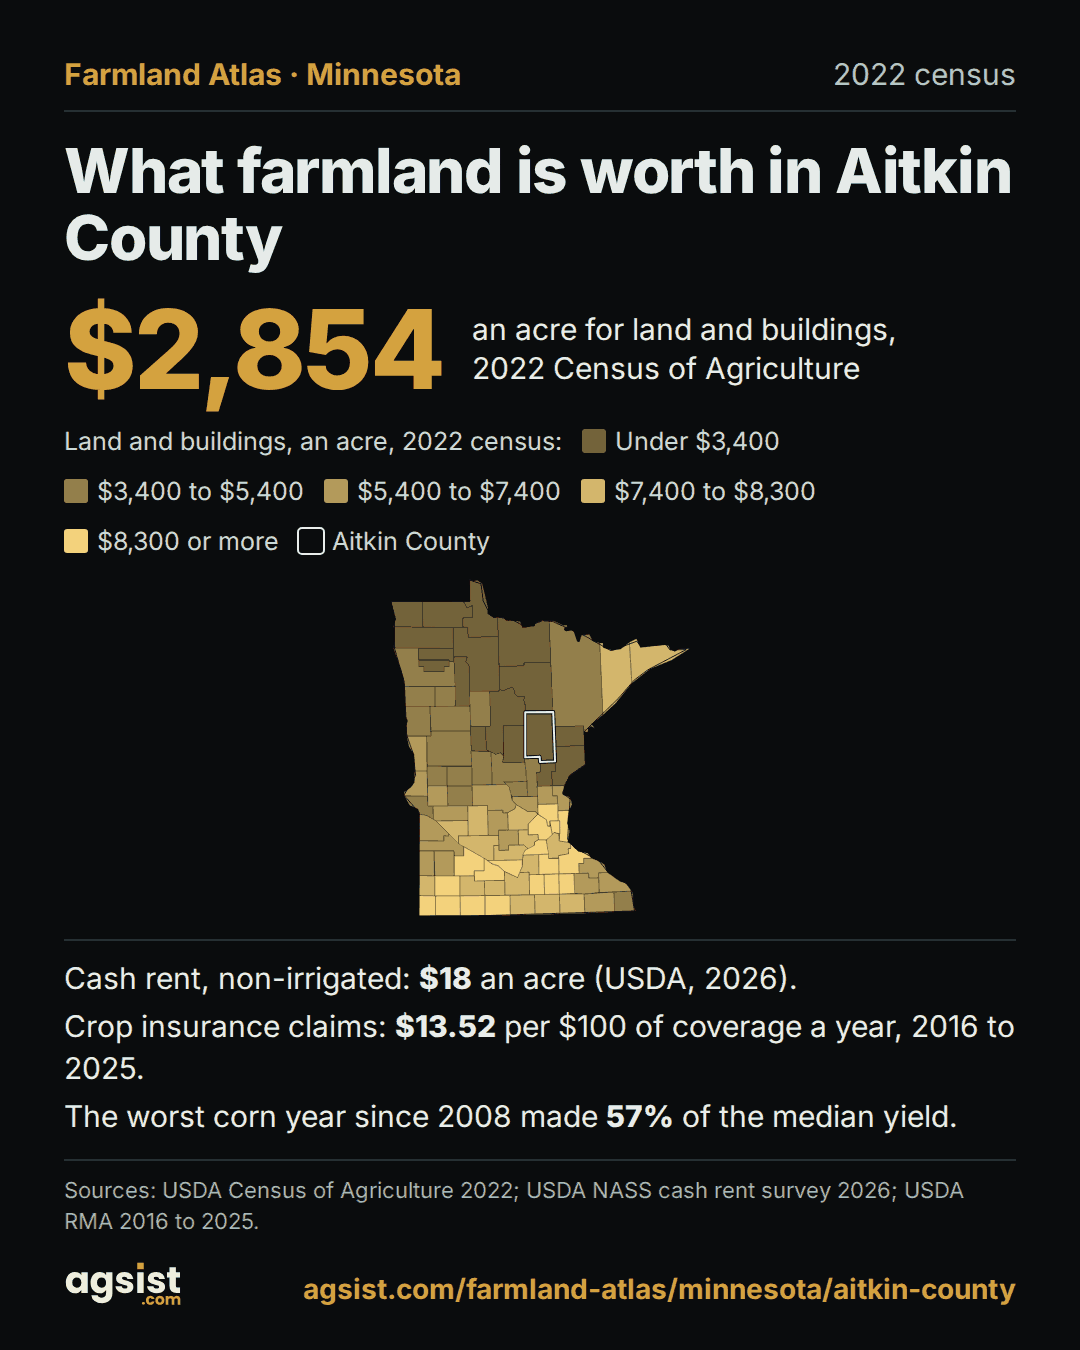 Farmland Atlas · Minnesota
2022 census
What farmland is worth in Aitkin
County
$2,854
an acre for land and buildings,
2022 Census of Agriculture
Land and buildings, an acre, 2022 census:
Under $3,400
$3,400 to $5,400
$5,400 to $7,400
$7,400 to $8,300
$8,300 or more
Aitkin County
Cash rent, non-irrigated: $18 an acre (USDA, 2026).
Crop insurance claims: $13.52 per $100 of coverage a year, 2016 to
2025.
The worst corn year since 2008 made 57% of the median yield.
Sources: USDA Census of Agriculture 2022; USDA NASS cash rent survey 2026; USDA
RMA 2016 to 2025.
agsist
.com
agsist.com/farmland-atlas/minnesota/aitkin-county